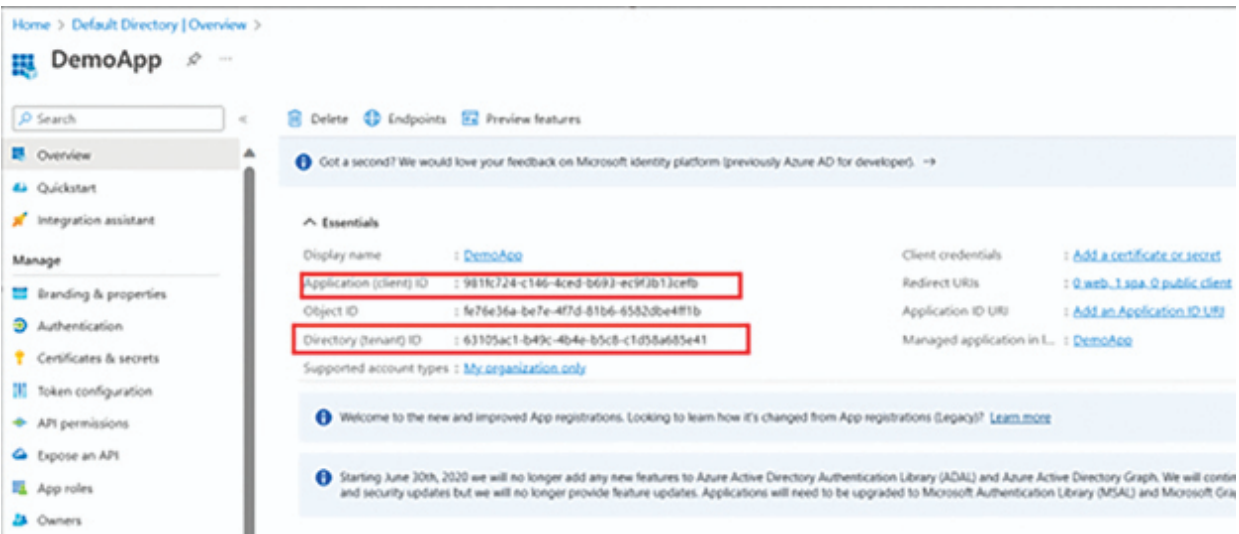 Home > Default Directory | Overview >
DemoApp
Search
Delete Endpoints Preview features
Overview
Quickstart
Integration assistant
Manage
Branding & properties
Authentication
Certificates & secrets
Token configuration
API permissions
Expose an API
App roles
Owners
Got a second? We would love your feedback on Microsoft identity platform (previously Azure AD for developer). →
Essentials
Display name : DemoApp
Application (client) ID : 981fc724-c146-4ced-b693-ec9f3b13cefb
Object ID : fe76e36a-be7e-4f7d-81b6-6582dbe4ff1b
Directory (tenant) ID : 63105ac1-b49c-4b4e-b5c8-c1d58a685e41
Supported account types : My organization only
Client credentials : Add a certificate or secret
Redirect URIs : 0 web, 1 spa, 0 public client
Application ID URI : Add an Application ID URI
Managed application in l... : DemoApp
Welcome to the new and improved App registrations. Looking to learn how it's changed from App registrations (Legacy)? Learn more
Starting June 30th, 2020 we will no longer add any new features to Azure Active Directory Authentication Library (ADAL) and Azure Active Directory Graph. We will contin
and security updates but we will no longer provide feature updates. Applications will need to be upgraded to Microsoft Authentication Library (MSAL) and Microsoft Gra